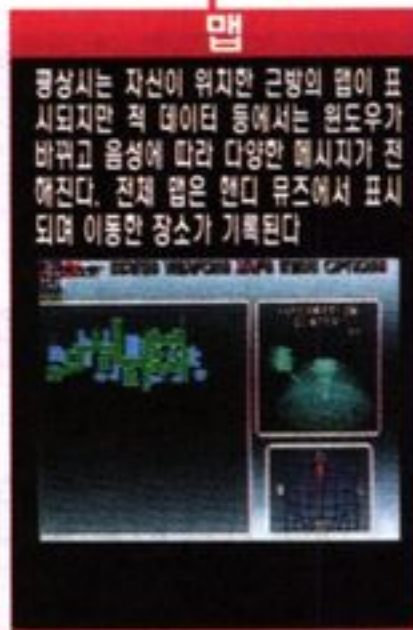 맵
평상시는 자신이 위치한 근방의 맵이 표
시되지만 적 데이터 등에서는 윈도우가
바뀌고 음성에 따라 다양한 메시지가 전
해진다. 전체 맵은 핸디 뮤즈에서 표시
되며 이동한 장소가 기록된다
OPTIONS